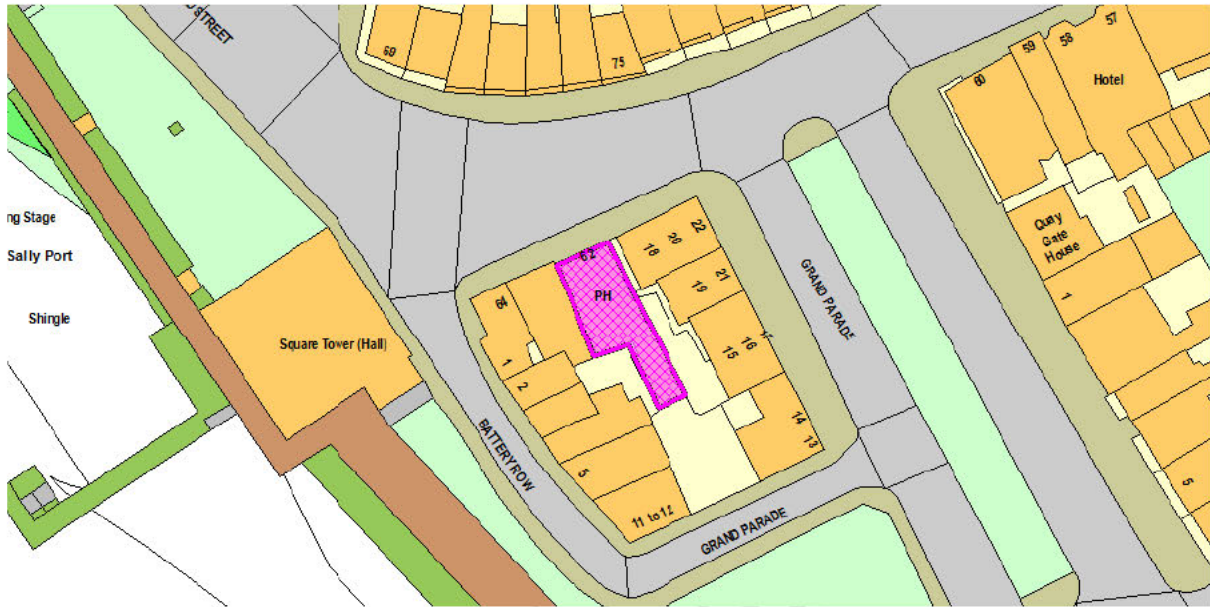 D STREET
69
75
60
59
58
57
Hotel
ng Stage
Sally Port
Shingle
Square Tower (Hall)
64
62
PH
18
20
22
19
21
15
16
1
2
5
11 to 12
14
13
BATTERY ROW
GRAND PARADE
GRAND PARADE
Quay
Gate
House
1
5